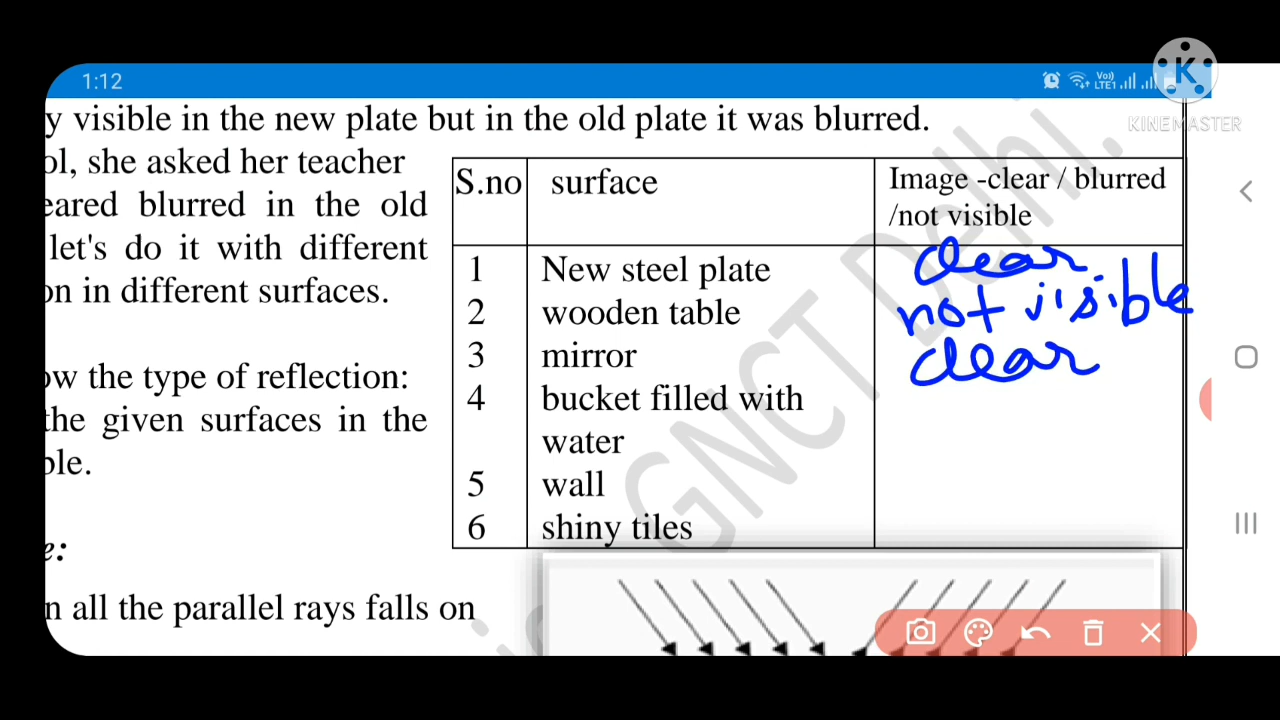 1:12
Vo))
LTE1
K
KINEMASTER
y visible in the new plate but in the old plate it was blurred.
ol, she asked her teacher
eared blurred in the old
let's do it with different
on in different surfaces.
ow the type of reflection:
the given surfaces in the
ble.
e:
n all the parallel rays falls on
S.no surface Image -clear / blurred
/not visible
1 New steel plate clear
2 wooden table not visible
3 mirror clear
4 bucket filled with
water
5 wall
6 shiny tiles
GNCT Delhi.